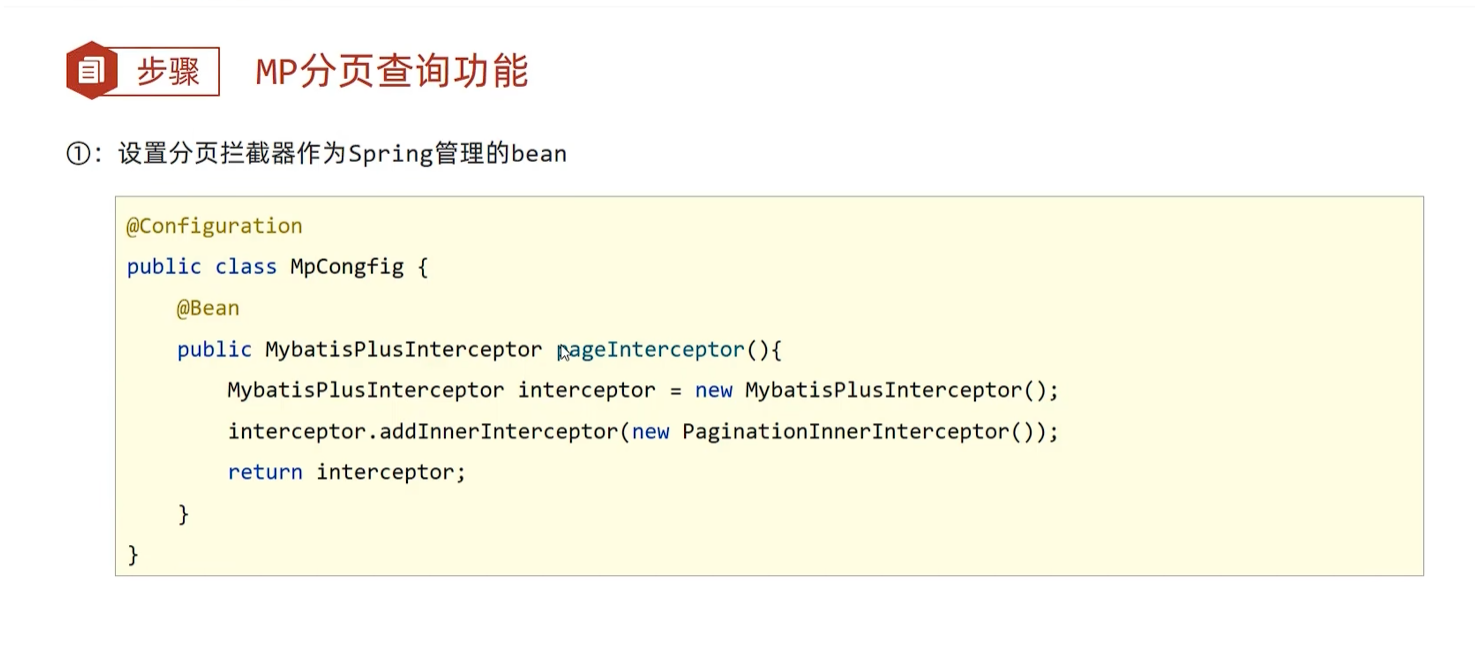 步骤 MP分页查询功能
①: 设置分页拦截器作为Spring管理的bean
@Configuration
public class MpCongfig {
@Bean
public MybatisPlusInterceptor pageInterceptor(){
MybatisPlusInterceptor interceptor = new MybatisPlusInterceptor();
interceptor.addInnerInterceptor(new PaginationInnerInterceptor());
return interceptor;
}
}